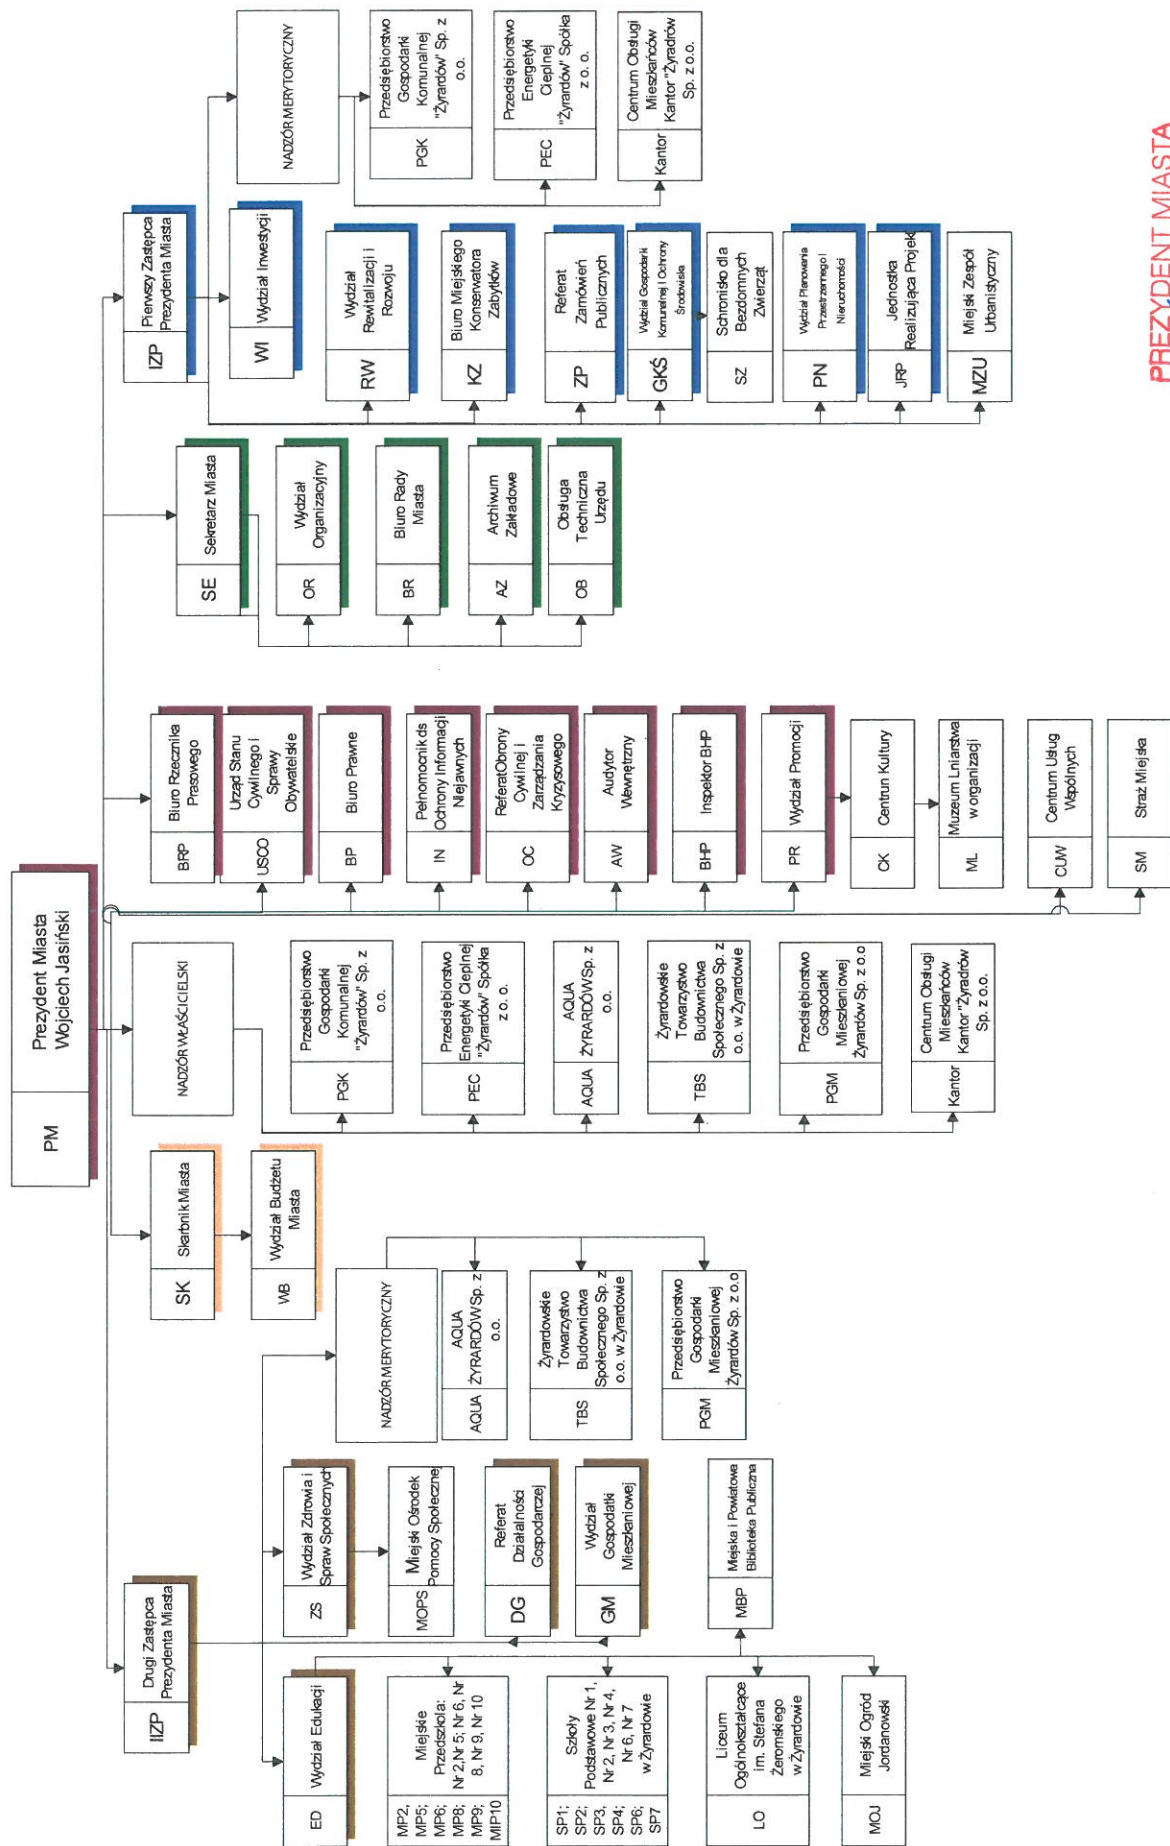 PM
Prezydent Miasta
Wojciech Jasiński
IIZP
Drugi Zastępca
Prezydenta Miasta
ED
Wydział Edukacji
MP2,
MP5;
MP6;
MP8;
MP9;
MIP10
Miejskie
Przedszkola:
Nr 2,Nr 5; Nr 6, Nr
8, Nr 9, Nr 10
SP1;
SP2;
SP3,
SP4;
SP6;
SP7
Szkoły
Podstawowe Nr 1,
Nr 2, Nr 3, Nr 4,
Nr 6, Nr 7
w Żyrardowie
LO
Liceum
Ogólnokształcące
im. Stefana
Żeromskiego
w Żyrardowie
MOJ
Miejski Ogród
Jordanowski
MBP
Miejska i Powiatowa
Biblioteka Publiczna
ZS
Wydział Zdrowia i
Spraw Społecznych
MOPS
Miejski Ośrodek
Pomocy Społecznej
DG
Referat
Działalności
Gospodarczej
GM
Wydział
Gospodatki
Mieszkaniowej
NADZÓR MERYTORYCZNY
AQUA
AQUA
ŻYRARDÓW Sp. z
o.o.
TBS
Żyrardowskie
Towarzystwo
Budownictwa
Społecznego Sp. z
o.o. w Żyrardowie
PGM
Przedsiębiorstwo
Gospodarki
Mieszkaniowej
Żyrardów Sp. z o.o
SK
Skarbnik Miasta
WB
Wydział Budżetu
Miasta
NADZÓR WŁAŚCICIELSKI
PGK
Przedsiębiorstwo
Gospodarki
Komunalnej
"Żyrardów" Sp. z
o.o.
PEC
Przedsiębiorstwo
Energetyki Cieplnej
"Żyrardów" Spółka
z o. o.
AQUA
AQUA
ŻYRARDÓW Sp. z
o.o.
TBS
Żyrardowskie
Towarzystwo
Budownictwa
Społecznego Sp. z
o.o. w Żyrardowie
PGM
Przedsiębiorstwo
Gospodarki
Mieszkaniowej
Żyrardów Sp. z o.o
Kantor
Centrum Obsługi
Mieszkańców
Kantor "Żyradrów
Sp. z o.o.
BRP
Biuro Rzecznika
Prasowego
USCO
Urząd Stanu
Cywilnego i
Sprawy
Obywatelskie
BP
Biuro Prawne
IN
Pełnomocnik ds
Ochrony Informacji
Niejawnych
OC
ReferatObrony
Cywilnej i
Zarządzania
Kryzysowego
AW
Audytor
Wewnętrzny
BHP
Inspektor BHP
PR
Wydział Promocji
CK
Centrun Kultury
ML
Muzeum Lniarstwa
w organizacji
CUW
Centrum Usług
Wspólnych
SM
Straż Miejska
SE
Sekretarz Miasta
OR
Wydział
Organizacyjny
BR
Biuro Rady
Miasta
AZ
Archiwum
Zakładowe
OB
Obsługa
Techniczna
Urzędu
IZP
Pierwszy Zastępca
Prezydenta Miasta
WI
Wydział Inwestycji
RW
Wydział
Rewitalizacji i
Rozwoju
KZ
Biuro Miejskiego
Konserwatora
Zabytków
ZP
Referat
Zamówień
Publicznych
GKŚ
Wydział Gospodarki
Komunalnej I Ochrony
Środowiska
SZ
Schronisko dla
Bezdomnych
Zwierząt
PN
Wydział Planowania
Przestrzennego I
Nieruchomości
JRP
Jednostka
Realizująca Projekt
MZU
Miejski Zespół
Urbanistyczny
NADZÓR MERYTORYCZNY
PGK
Przedsiębiorstwo
Gospodarki
Komunalnej
"Żyrardów" Sp. z
o.o.
PEC
Przedsiębiorstwo
Energetyki
Cieplnej
"Żyrardów" Spółka
z o. o.
Kantor
Centrum Obsługi
Mieszkańców
Kantor "Żyradrów
Sp. z o.o.
PREZYDENT MIASTA